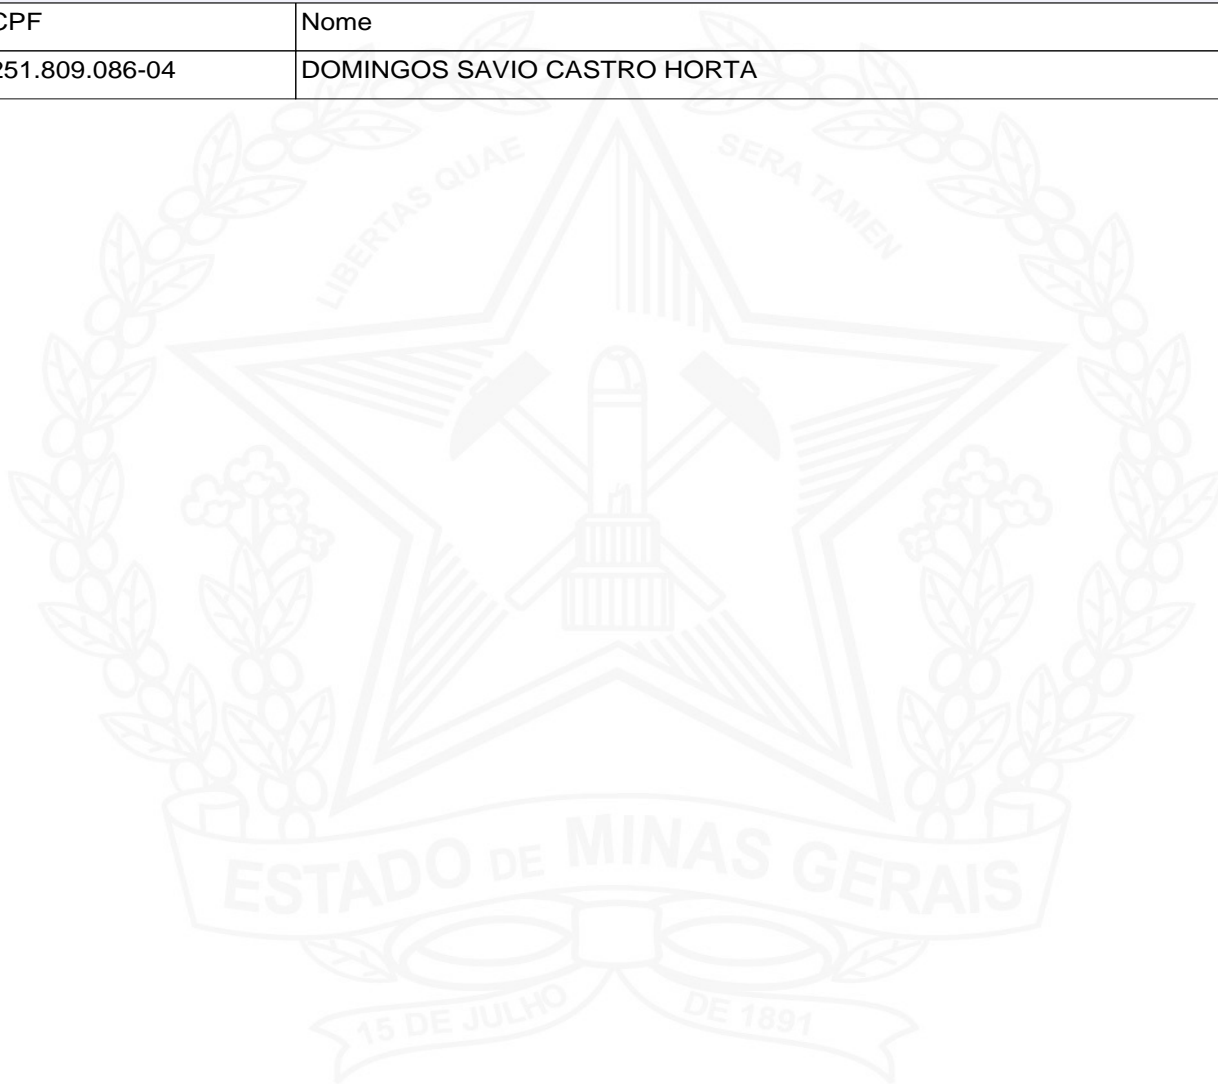 CPF Nome
251.809.086-04 DOMINGOS SAVIO CASTRO HORTA
LIBERTAS QUAE SERA TAMEN
ESTADO DE MINAS GERAIS
15 DE JULHO DE 1891